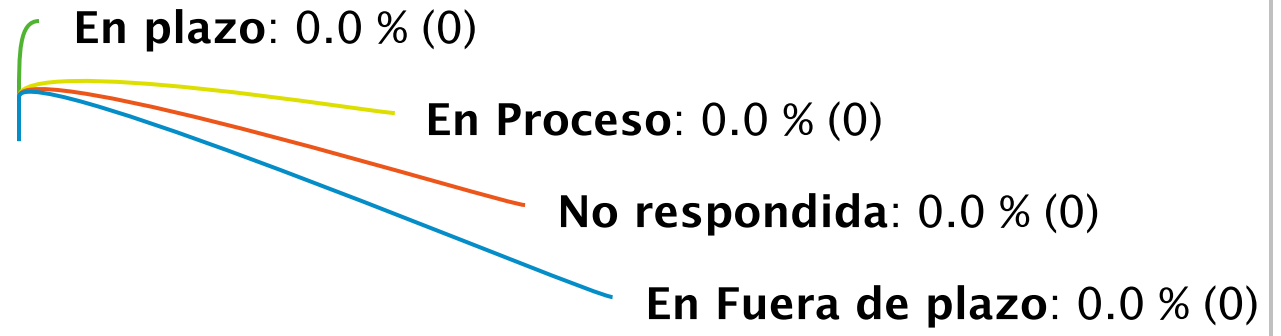 En plazo: 0.0 % (0)
En Proceso: 0.0 % (0)
No respondida: 0.0 % (0)
En Fuera de plazo: 0.0 % (0)